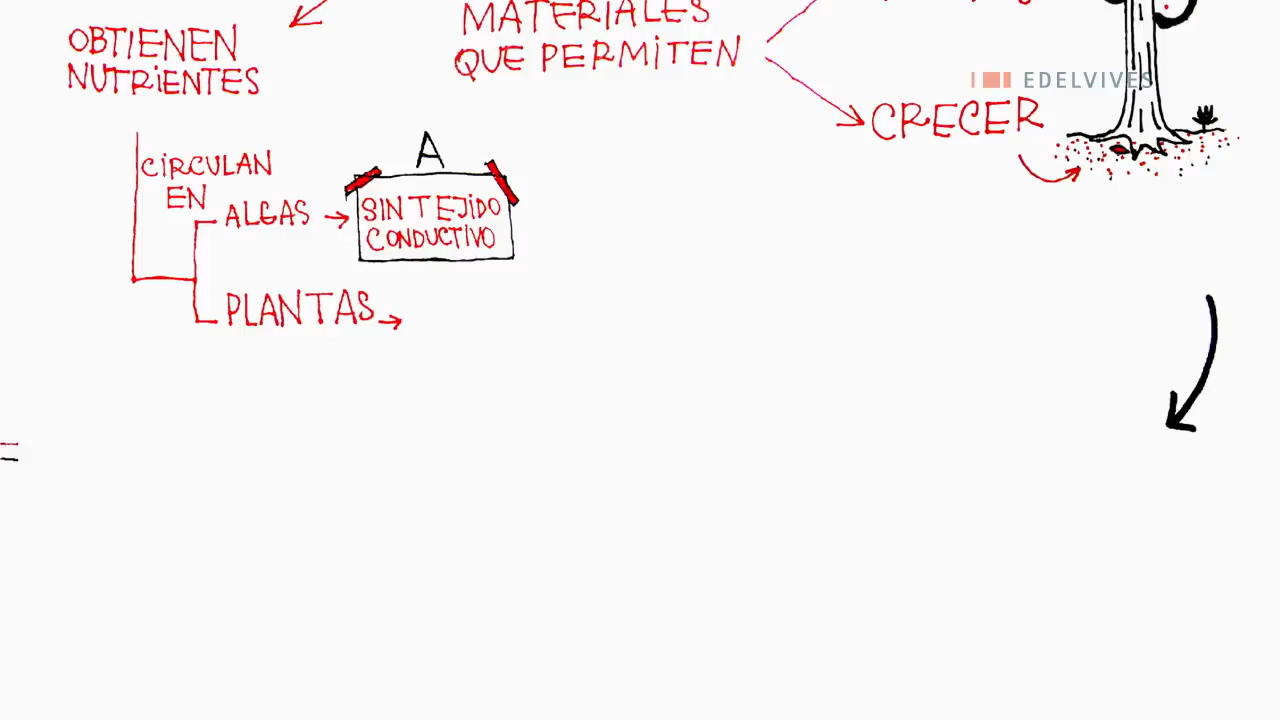 OBTIENEN
NUTRIENTES
MATERIALES
QUE PERMITEN
EDELVIVES
CRECER
CIRCULAN
EN
ALGAS
A
SIN TEJIDO
CONDUCTIVO
PLANTAS